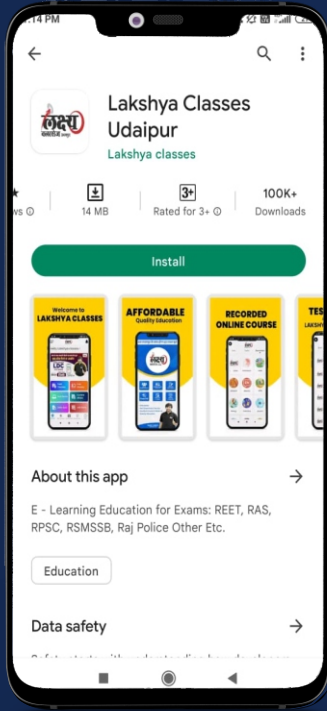 :14 PM
Lakshya Classes
Udaipur
Lakshya classes
लक्ष्य
14 MB
3+
Rated for 3+
100K+
Downloads
Install
Welcome to
LAKSHYA CLASSES
AFFORDABLE
Quality Education
RECORDED
ONLINE COURSE
About this app
E - Learning Education for Exams: REET, RAS,
RPSC, RSMSSB, Raj Police Other Etc.
Education
Data safety